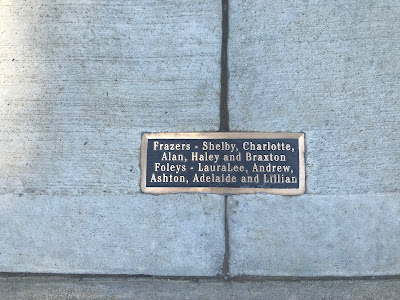 Frazers - Shelby, Charlotte,
Alan, Haley and Braxton
Foleys - LauraLee, Andrew,
Ashton, Adelaide and Lillian